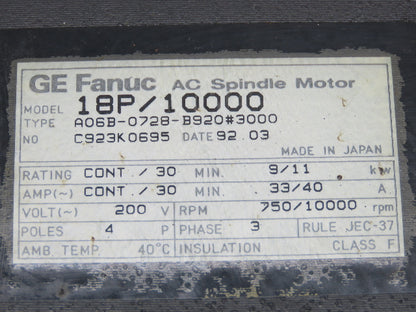 GE Fanuc AC Spindle Motor
MODEL 18P/10000
TYPE A06B-0728-B920#3000
NO C923K0695 DATE 92.03
MADE IN JAPAN
RATING CONT./30 MIN. 9/11 kW
AMP(~) CONT./30 MIN. 33/40 A
VOLT(~) 200 V RPM 750/10000 rpm
POLES 4 P PHASE 3 RULE JEC-37
AMB TEMP. 40°C INSULATION CLASS F